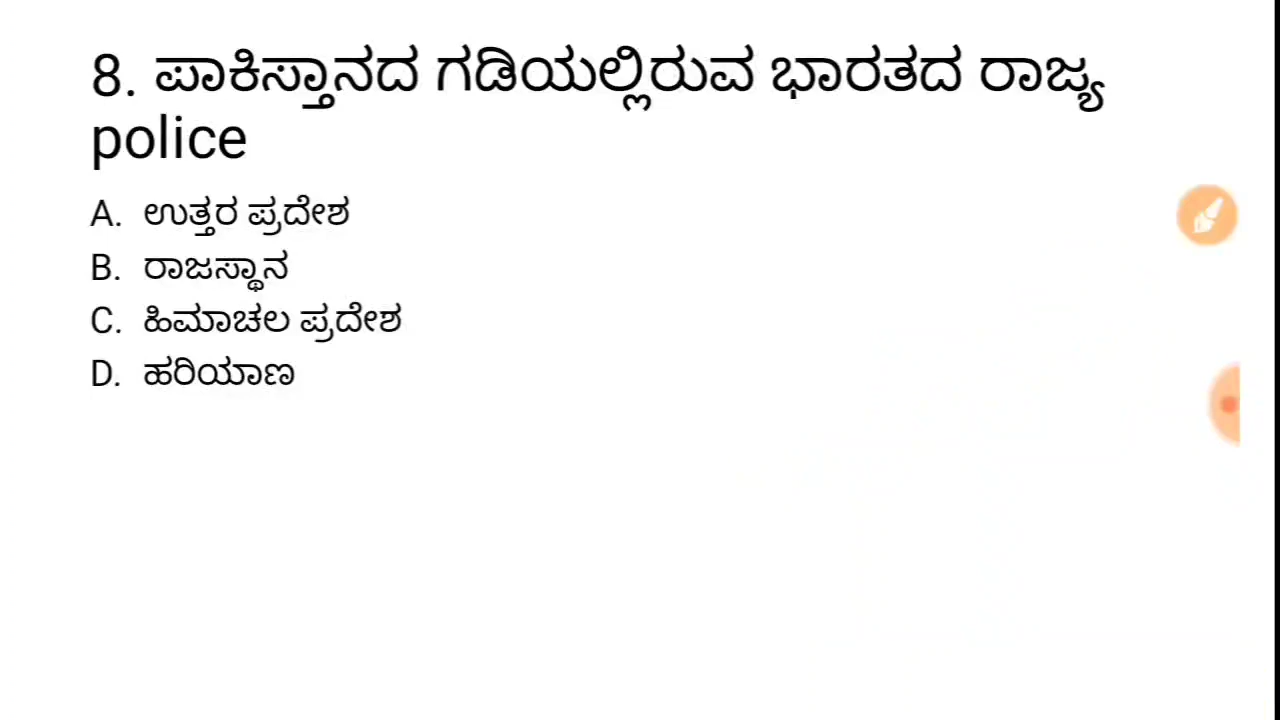 8. ಪಾಕಿಸ್ತಾನದ ಗಡಿಯಲ್ಲಿರುವ ಭಾರತದ ರಾಜ್ಯ
police
A. ಉತ್ತರ ಪ್ರದೇಶ
B. ರಾಜಸ್ಥಾನ
C. ಹಿಮಾಚಲ ಪ್ರದೇಶ
D. ಹರಿಯಾಣ